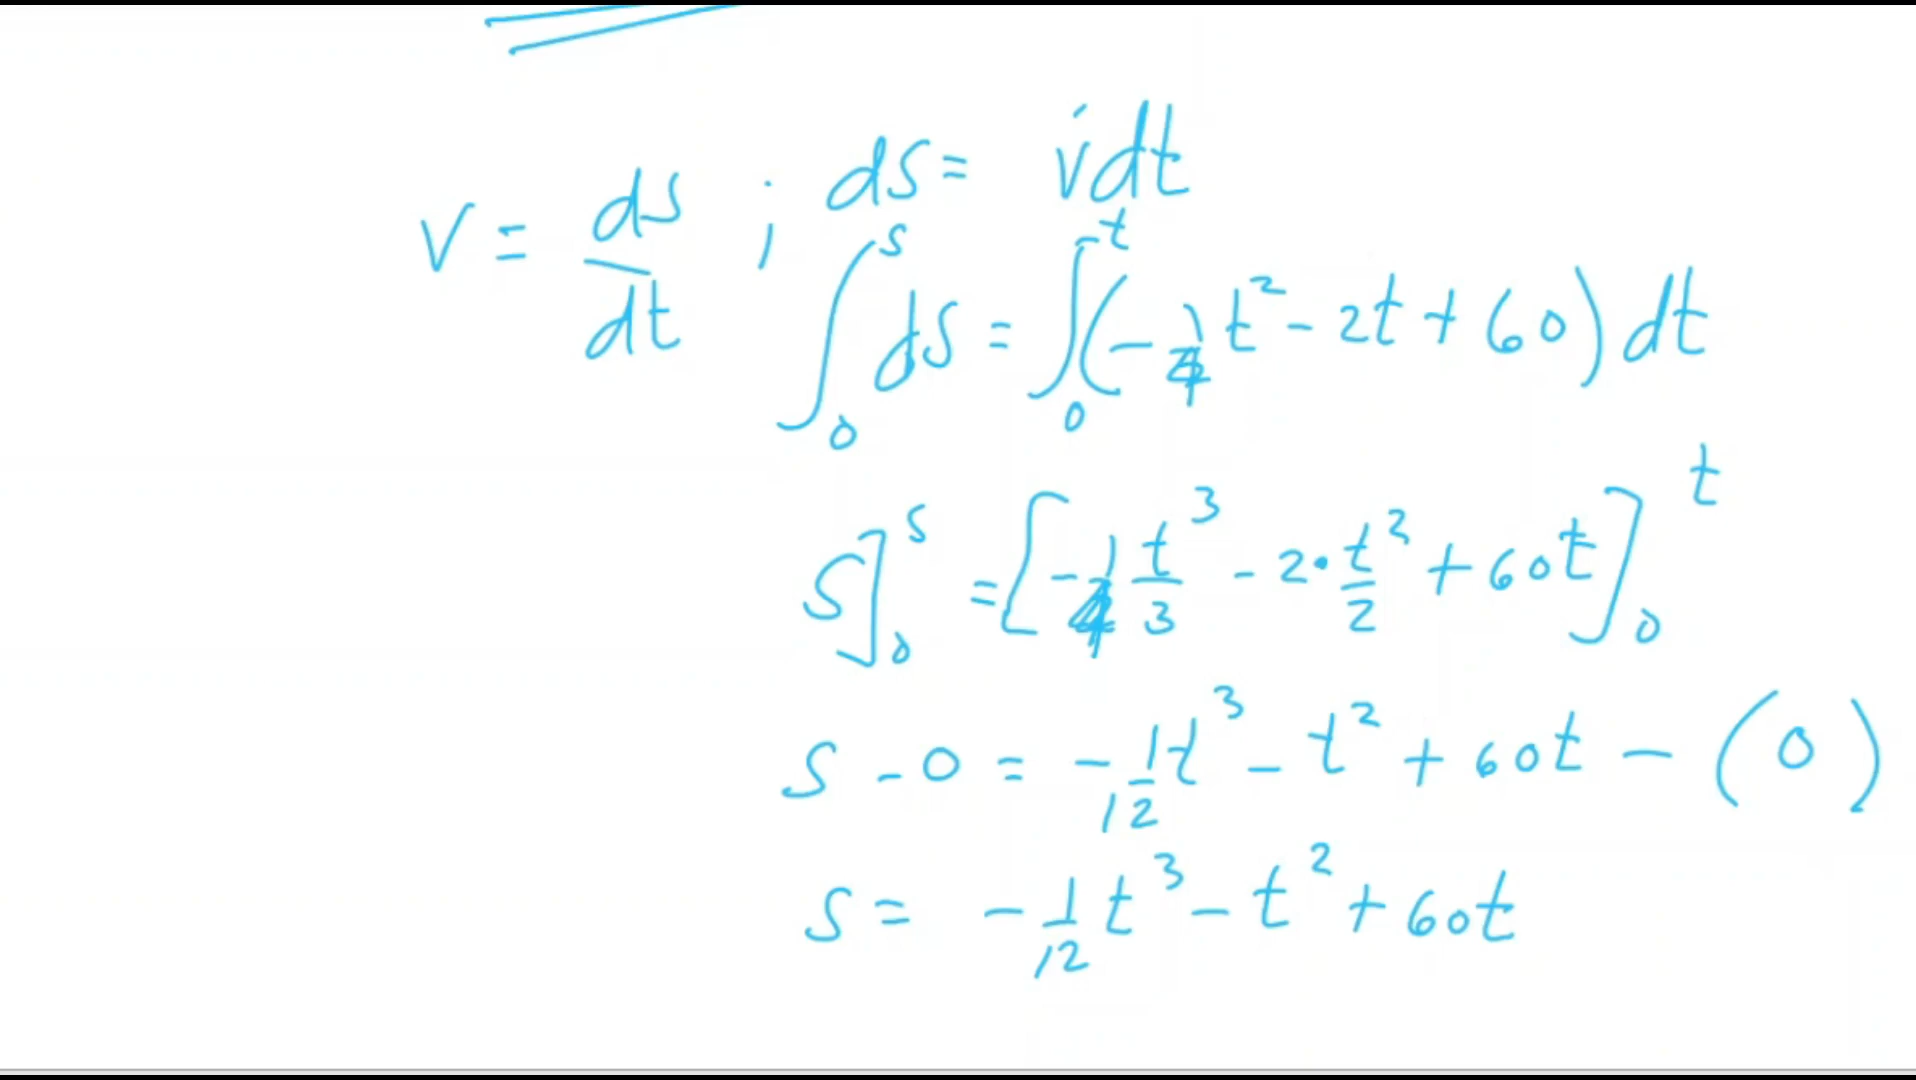 v = ds/dt ; ds = vdt
∫₀ˢ ds = ∫₀ᵗ (-1/4 t² - 2t + 60) dt
s]₀ˢ = [-1/4 t³/3 - 2·t²/2 + 60t]₀ᵗ
s - 0 = -1/12 t³ - t² + 60t - (0)
s = -1/12 t³ - t² + 60t